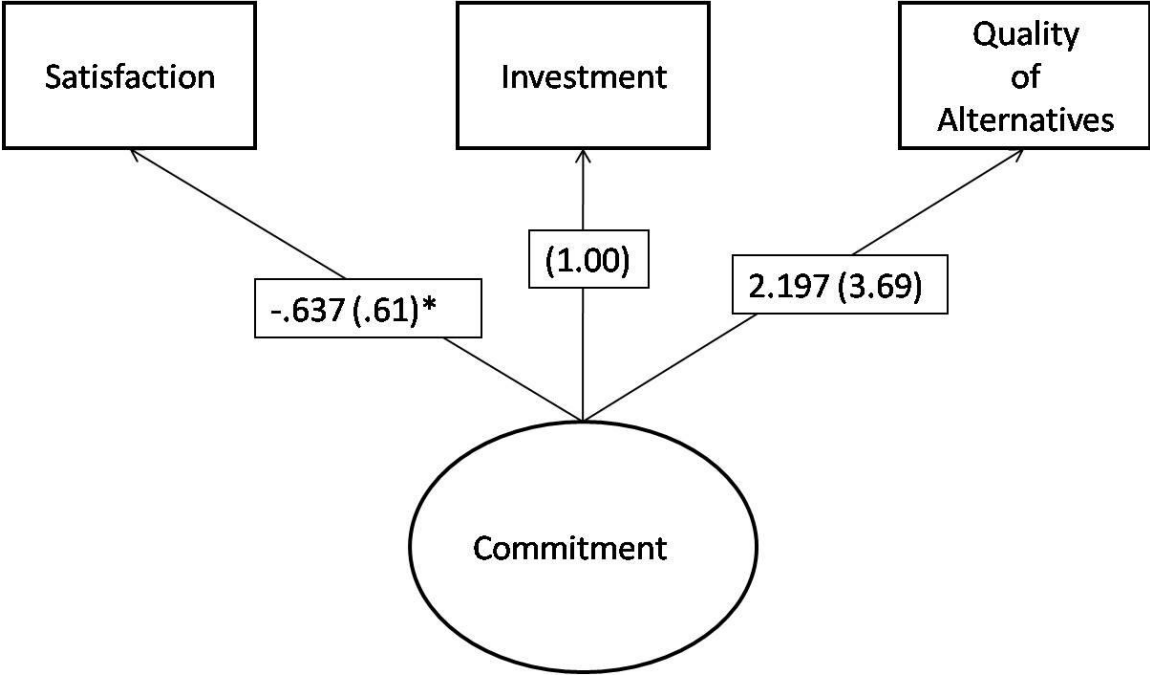 Satisfaction
Investment
Quality
of
Alternatives
(1.00)
2.197 (3.69)
-.637 (.61)*
Commitment